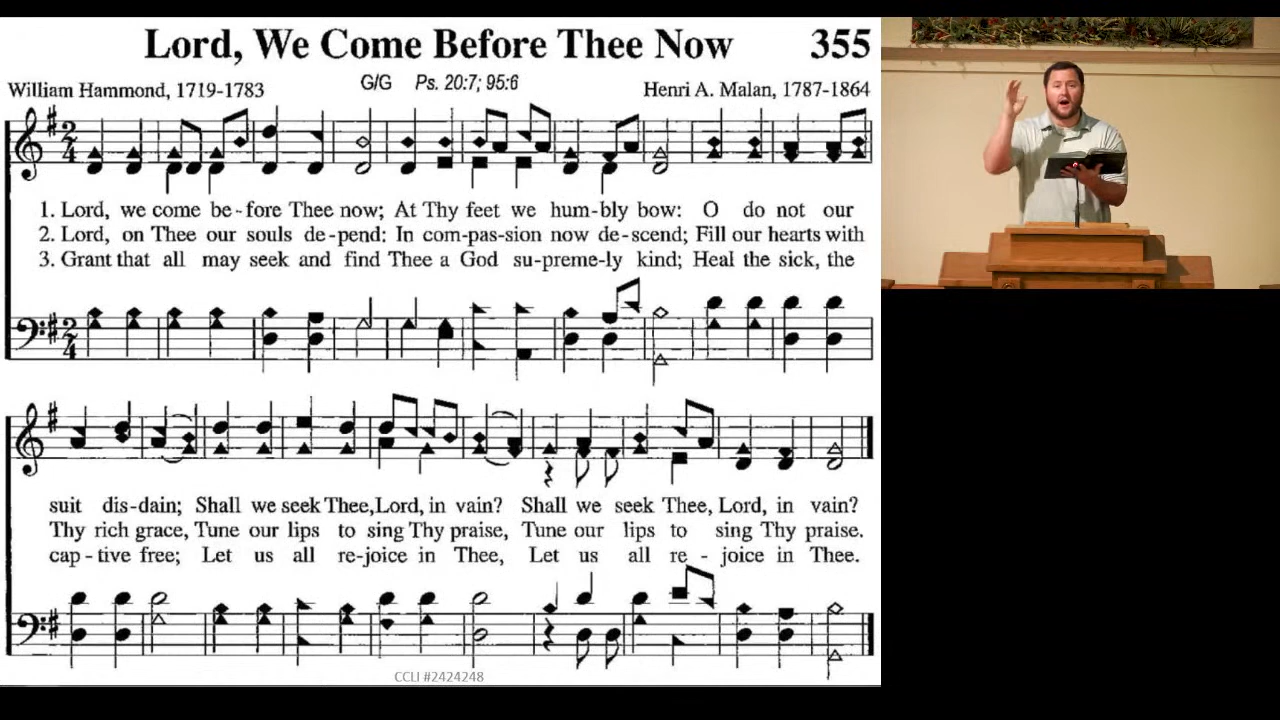 Lord, We Come Before Thee Now 355
William Hammond, 1719-1783 G/G Ps. 20:7; 95:6 Henri A. Malan, 1787-1864
2
4
1. Lord, we come be - fore Thee now; At Thy feet we hum - bly bow: O do not our
2. Lord, on Thee our souls de - pend: In com - pas - sion now de - scend; Fill our hearts with
3. Grant that all may seek and find Thee a God su - preme - ly kind; Heal the sick, the
2
4
suit dis - dain; Shall we seek Thee, Lord, in vain? Shall we seek Thee, Lord, in vain?
Thy rich grace, Tune our lips to sing Thy praise, Tune our lips to sing Thy praise.
cap - tive free; Let us all re - joice in Thee, Let us all re - joice in Thee.
CCLI #2424248